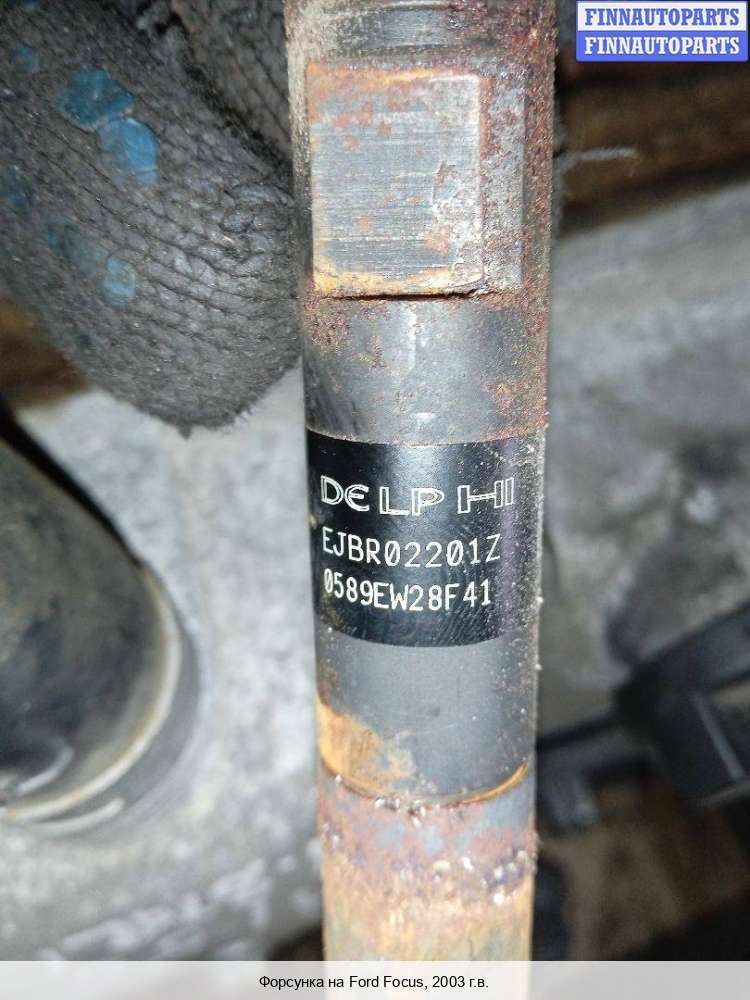 FINNAUTOPARTS
FINNAUTOPARTS
DELPHI
EJBR02201Z
0589EW28F41
Форсунка на Ford Focus, 2003 г.в.